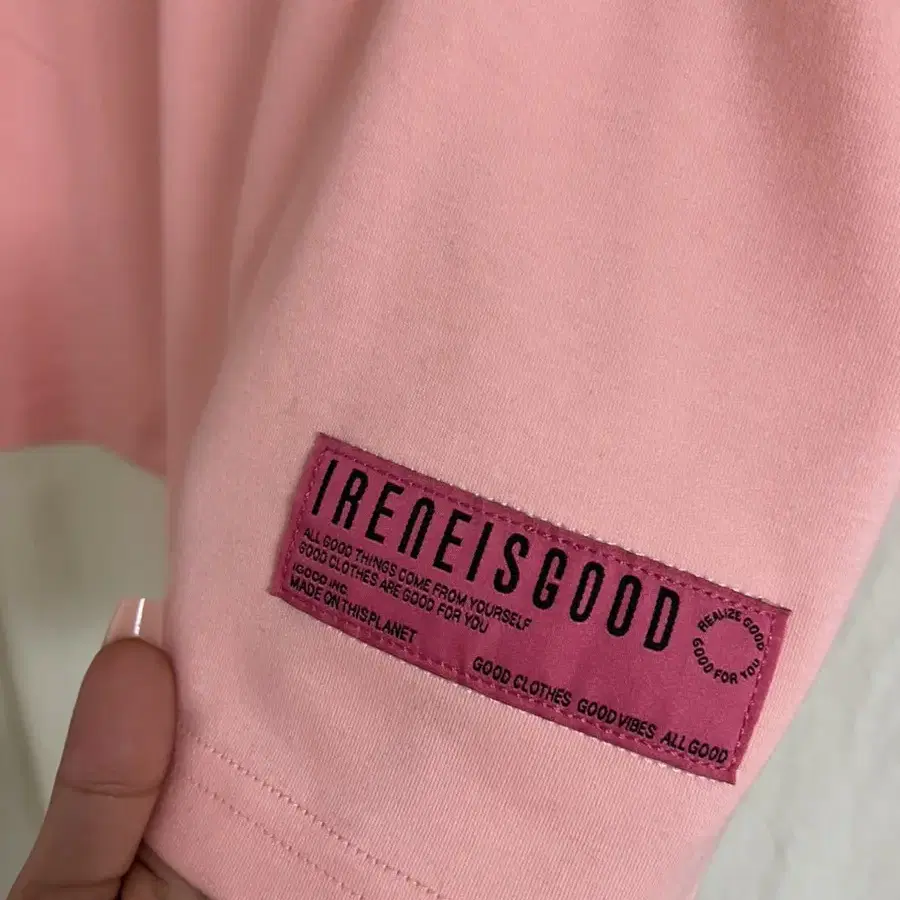 IRENEISGOOD
ALL GOOD THINGS COME FROM YOURSELF
GOOD CLOTHES ARE GOOD FOR YOU
IGOOD INC.
MADE ON THIS PLANET
REALIZE GOOD
GOOD FOR YOU
GOOD CLOTHES GOOD VIBES ALL GOOD